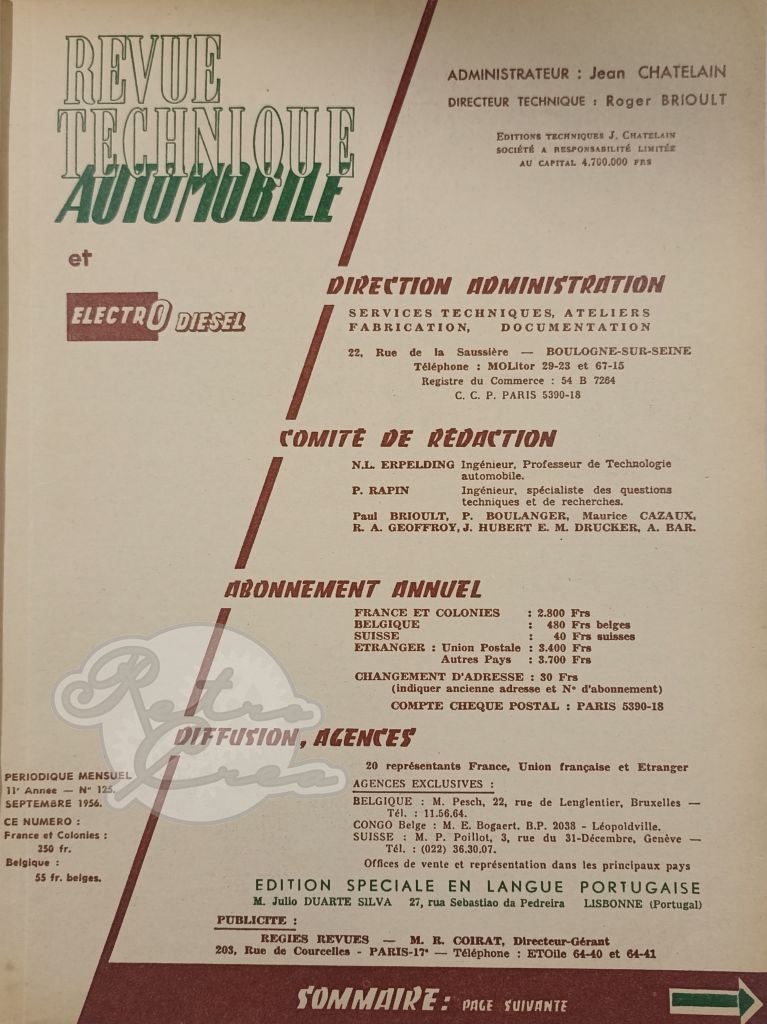 REVUE
TECHNIQUE
AUTOMOBILE
et
ELECTRO DIESEL
ADMINISTRATEUR : Jean CHATELAIN
DIRECTEUR TECHNIQUE : Roger BRIOULT
EDITIONS TECHNIQUES J. CHATELAIN
SOCIÉTÉ A RESPONSABILITÉ LIMITÉE
AU CAPITAL 4.700.000 FRS
DIRECTION ADMINISTRATION
SERVICES TECHNIQUES, ATELIERS
FABRICATION, DOCUMENTATION
22, Rue de la Saussière — BOULOGNE-SUR-SEINE
Téléphone : MOLitor 29-23 et 67-15
Registre du Commerce : 54 B 7264
C. C. P. PARIS 5390-18
COMITÉ DE RÉDACTION
N.L. ERPELDING Ingénieur, Professeur de Technologie
automobile.
P. RAPIN Ingénieur, spécialiste des questions
techniques et de recherches.
Paul BRIOULT, P. BOULANGER, Maurice CAZAUX,
R. A. GEOFFROY, J. HUBERT E. M. DRUCKER, A. BAR.
ABONNEMENT ANNUEL
FRANCE ET COLONIES : 2.800 Frs
BELGIQUE : 480 Frs belges
SUISSE : 40 Frs suisses
ETRANGER : Union Postale : 3.400 Frs
Autres Pays : 3.700 Frs
CHANGEMENT D'ADRESSE : 30 Frs
(indiquer ancienne adresse et N° d'abonnement)
COMPTE CHEQUE POSTAL : PARIS 5390-18
Retro
Crea
DIFFUSION, AGENCES
20 représentants France, Union française et Etranger
AGENCES EXCLUSIVES :
BELGIQUE : M. Pesch, 22, rue de Lenglentier, Bruxelles —
Tél. : 11.56.64.
CONGO Belge : M. E. Bogaert. B.P. 2038 - Léopoldville.
SUISSE : M. P. Poillot, 3, rue du 31-Décembre, Genève —
Tél. : (022) 36.30.07.
Offices de vente et représentation dans les principaux pays
PERIODIQUE MENSUEL
11e Année — N° 125.
SEPTEMBRE 1956.
CE NUMERO :
France et Colonies :
250 fr.
Belgique :
55 fr. belges.
EDITION SPECIALE EN LANGUE PORTUGAISE
M. Julio DUARTE SILVA 27, rua Sebastiao da Pedreira LISBONNE (Portugal)
PUBLICITE :
REGIES REVUES — M. R. COIRAT, Directeur-Gérant
203, Rue de Courcelles - PARIS-17e — Téléphone : ETOile 64-40 et 64-41
SOMMAIRE : PAGE SUIVANTE